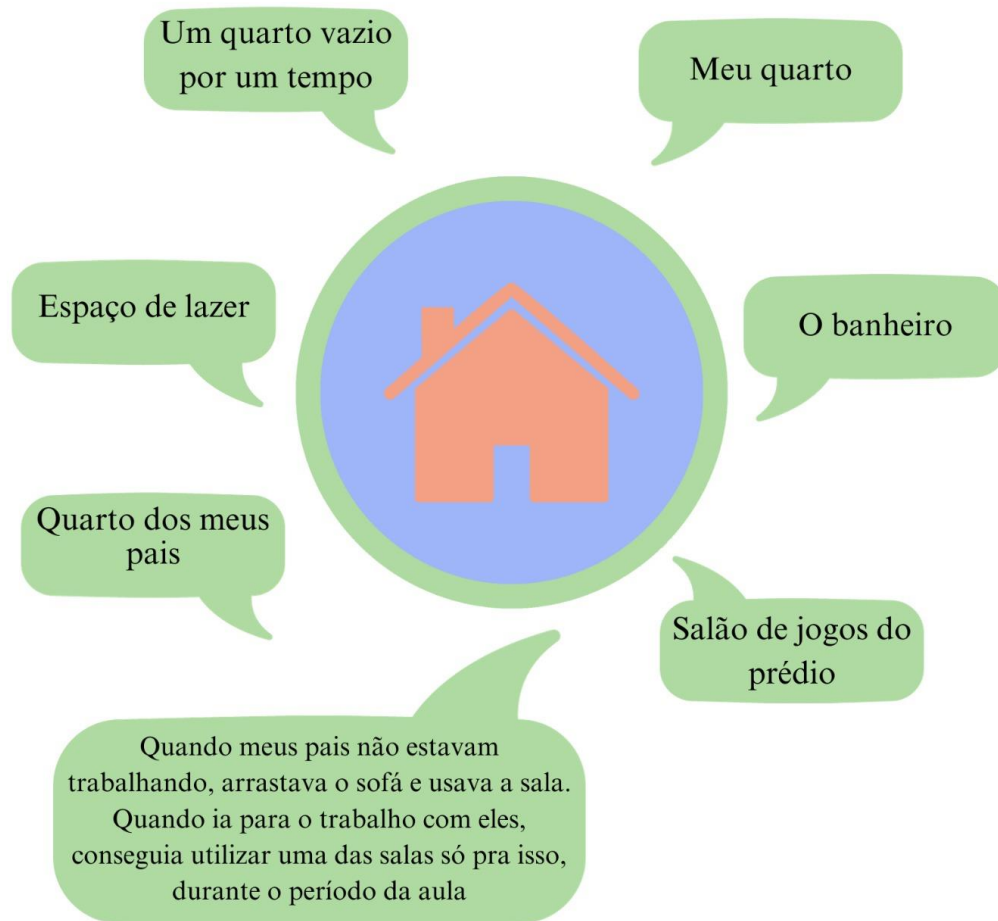 Um quarto vazio
por um tempo
Meu quarto
Espaço de lazer
O banheiro
Quarto dos meus
pais
Salão de jogos do
prédio
Quando meus pais não estavam
trabalhando, arrastava o sofá e usava a sala.
Quando ia para o trabalho com eles,
conseguia utilizar uma das salas só pra isso,
durante o período da aula